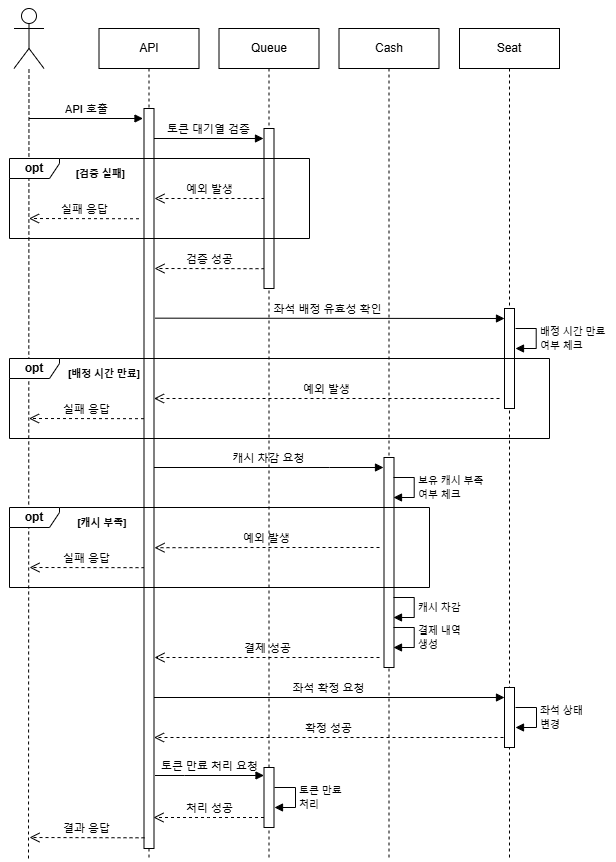 API
Queue
Cash
Seat
API 호출
토큰 대기열 검증
opt
[검증 실패]
예외 발생
실패 응답
검증 성공
좌석 배정 유효성 확인
배정 시간 만료
여부 체크
opt
[배정 시간 만료]
예외 발생
실패 응답
캐시 차감 요청
보유 캐시 부족
여부 체크
opt
[캐시 부족]
예외 발생
실패 응답
캐시 차감
결제 내역
생성
결제 성공
좌석 확정 요청
좌석 상태
변경
확정 성공
토큰 만료 처리 요청
토큰 만료
처리
처리 성공
결과 응답